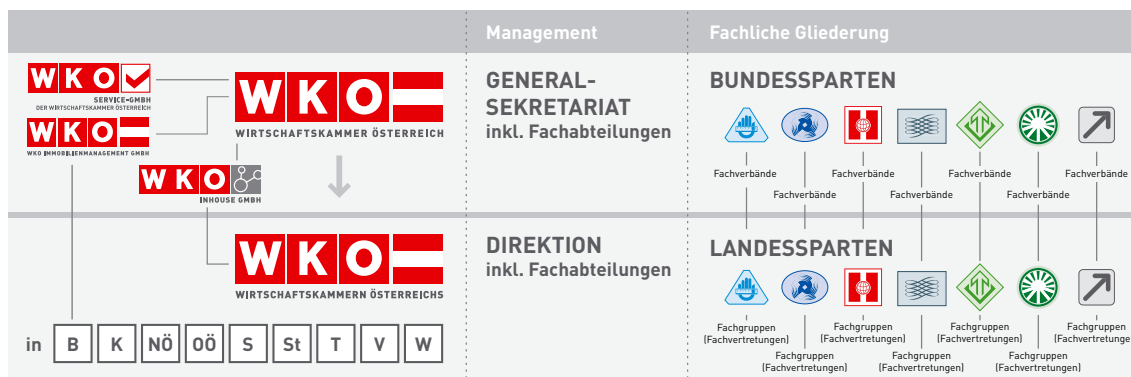 Management
Fachliche Gliederung
WKO
SERVICE-GMBH
DER WIRTSCHAFTSKAMMER ÖSTERREICH
WKO
WKO IMMOBILIENMANAGEMENT GMBH
WKO
WIRTSCHAFTSKAMMER ÖSTERREICH
WKO
INHOUSE GMBH
GENERAL-
SEKRETARIAT
inkl. Fachabteilungen
BUNDESSPARTEN
Fachverbände
Fachverbände
Fachverbände
Fachverbände
Fachverbände
Fachverbände
Fachverbände
WKO
WIRTSCHAFTSKAMMERN ÖSTERREICHS
in B K NÖ OÖ S St T V W
DIREKTION
inkl. Fachabteilungen
LANDESSPARTEN
Fachgruppen
(Fachvertretungen)
Fachgruppen
(Fachvertretungen)
Fachgruppen
(Fachvertretungen)
Fachgruppen
(Fachvertretungen)
Fachgruppen
(Fachvertretungen)
Fachgruppen
(Fachvertretungen)
Fachgruppen
(Fachvertretunge